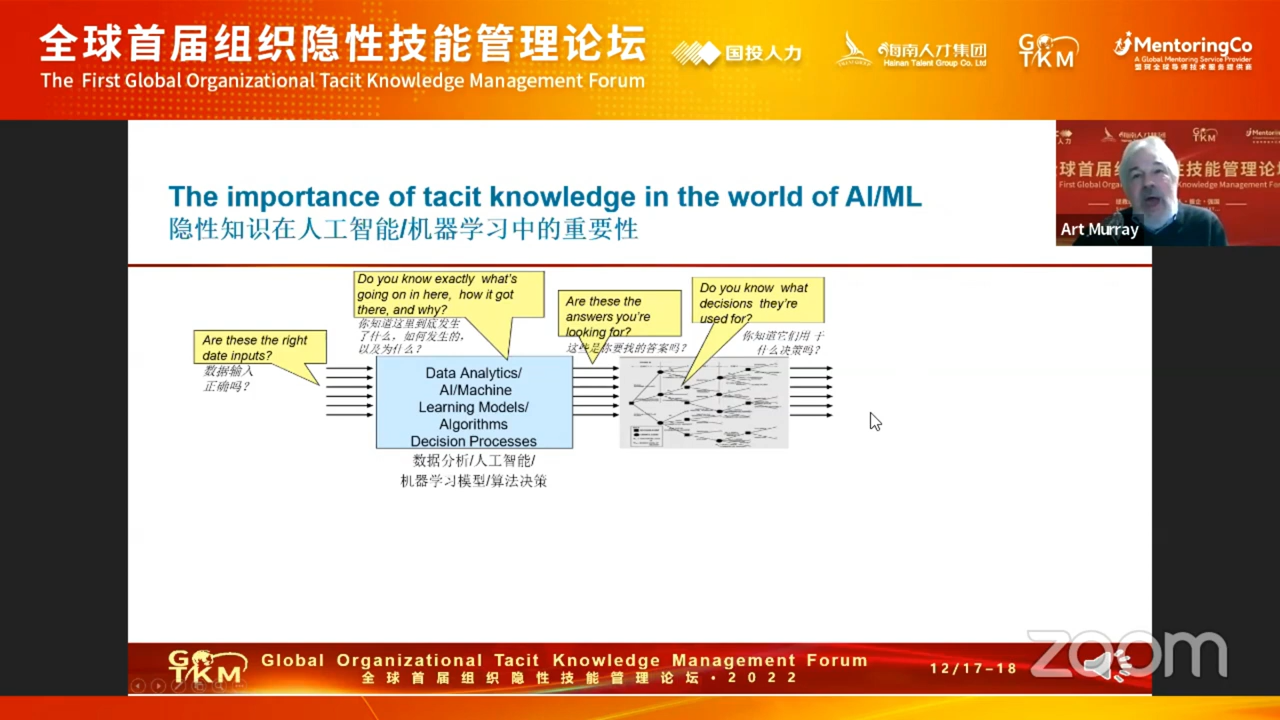 全球首届组织隐性技能管理论坛
The First Global Organizational Tacit Knowledge Management Forum
国投人力
海南人才集团
Hainan Talent Group Co. Ltd
GO TKM
MentoringCo
A Global Mentoring Service Provider
Art Murray
The importance of tacit knowledge in the world of AI/ML
隐性知识在人工智能/机器学习中的重要性
Are these the right
date inputs?
数据输入
正确吗?
Do you know exactly what's
going on in here, how it got
there, and why?
你知道这里到底发生
了什么，如何发生的，
以及为什么?
Are these the
answers you're
looking for?
这些是你要找的答案吗?
Do you know what
decisions they're
used for?
你知道它们用于
什么决策吗?
Data Analytics/
AI/Machine
Learning Models/
Algorithms
Decision Processes
数据分析/人工智能/
机器学习模型/算法决策
GO TKM
Global Organizational Tacit Knowledge Management Forum
全球首届组织隐性技能管理论坛·2022
12/17-18
zoom